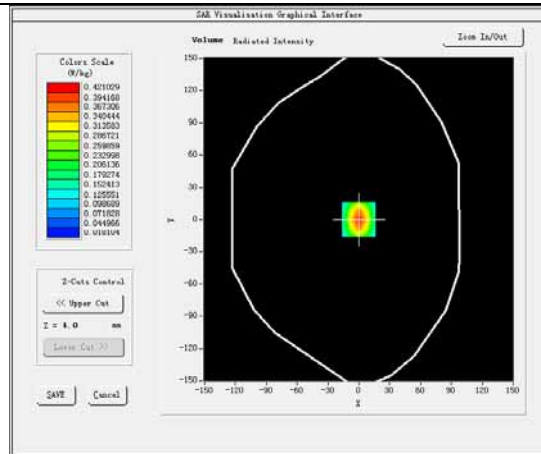 SAR Visualisation Graphical Interface
Volume Radiated Intensity
Zoom In/Out
Colors Scale
(W/kg)
0.421029
0.394168
0.367306
0.340444
0.313583
0.286721
0.259859
0.232998
0.206136
0.179274
0.152413
0.125551
0.098689
0.071828
0.044966
0.018104
Z-Cuts Control
<< Upper Cut
Z = 4.0 mm
Lower Cut >>
SAVE Cancel
150
120
90
60
30
0
-30
-60
-90
-120
-150
Y
-150 -120 -90 -60 -30 0 30 60 90 120 150
X